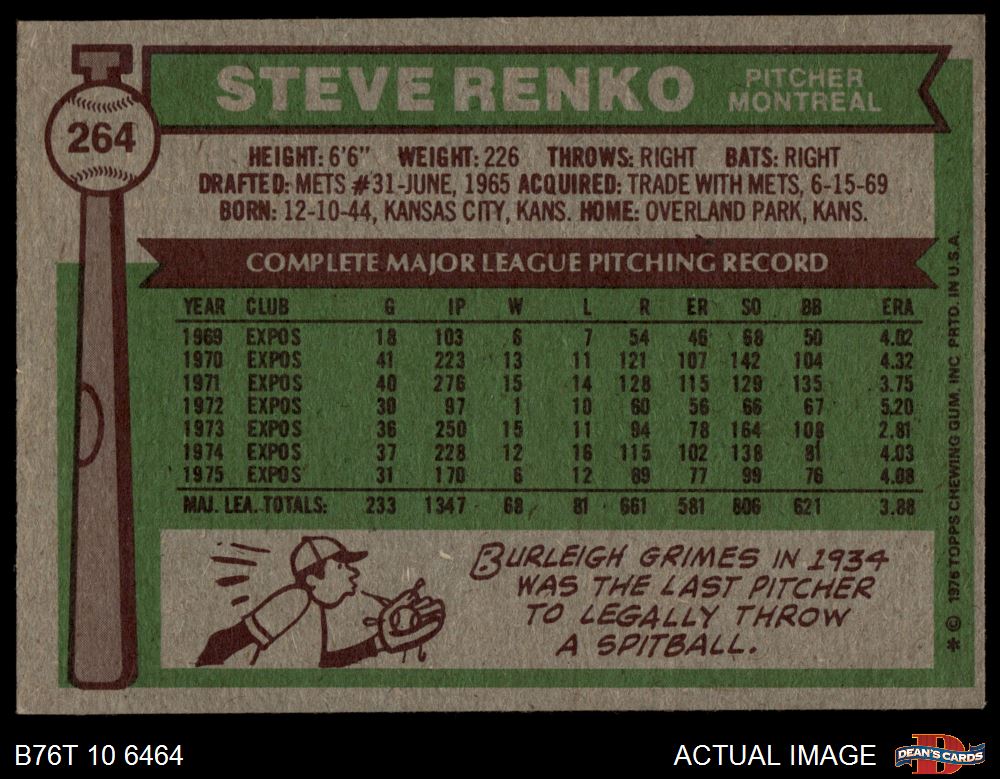 264
STEVE RENKO
PITCHER
MONTREAL
HEIGHT: 6'6" WEIGHT: 226 THROWS: RIGHT BATS: RIGHT
DRAFTED: METS #31-JUNE, 1965 ACQUIRED: TRADE WITH METS, 6-15-69
BORN: 12-10-44, KANSAS CITY, KANS. HOME: OVERLAND PARK, KANS.
COMPLETE MAJOR LEAGUE PITCHING RECORD
YEAR CLUB G IP W L R ER SO BB ERA
1969 EXPOS 18 103 6 7 54 46 68 50 4.02
1970 EXPOS 41 223 13 11 121 107 142 104 4.32
1971 EXPOS 40 276 15 14 128 115 129 135 3.75
1972 EXPOS 30 97 1 10 60 56 66 67 5.20
1973 EXPOS 36 250 15 11 94 78 164 108 2.81
1974 EXPOS 37 228 12 16 115 102 138 81 4.03
1975 EXPOS 31 170 6 12 89 77 99 76 4.08
MAJ. LEA. TOTALS: 233 1347 68 81 661 581 806 621 3.88
BURLEIGH GRIMES IN 1934
WAS THE LAST PITCHER
TO LEGALLY THROW
A SPITBALL.
* © 1976 TOPPS CHEWING GUM, INC. PRTD. IN U.S.A.
B76T 10 6464
ACTUAL IMAGE
D
DEAN'S CARDS